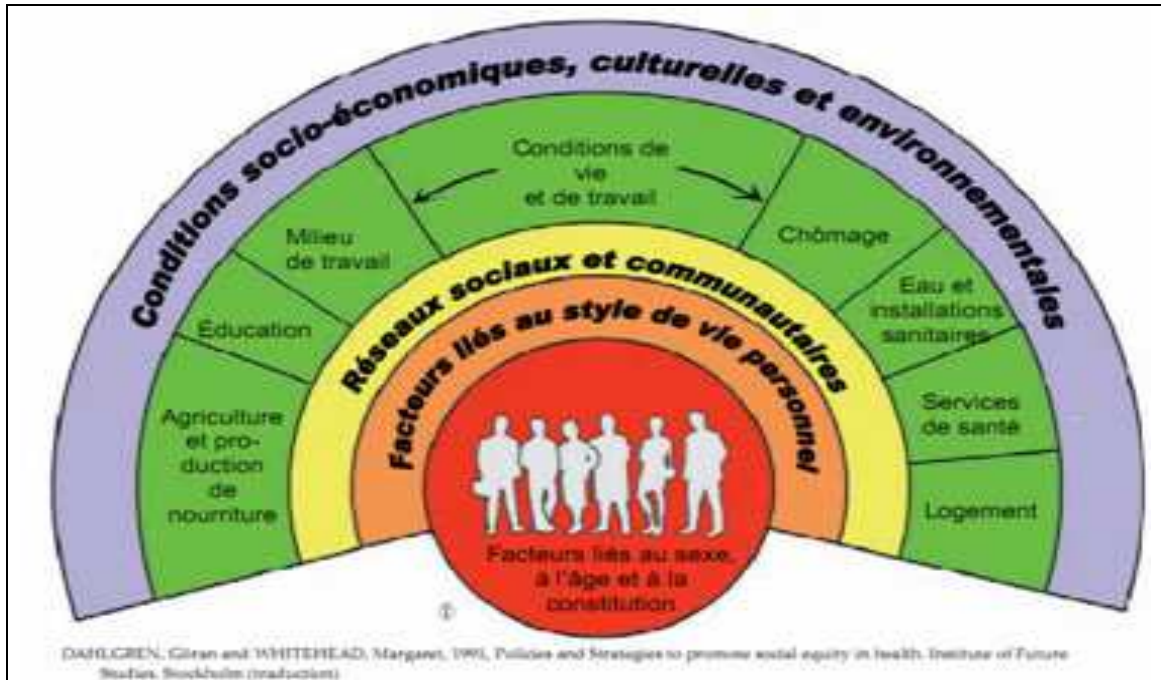 Conditions socio-économiques, culturelles et environnementales
Conditions de
vie
et de travail
Milieu
de travail
Education
Agriculture
et pro-
duction
de
nourriture
Chômage
Eau et
installations
sanitaires
Services
de santé
Logement
Réseaux sociaux et communautaires
Facteurs liés au style de vie personnel
Facteurs liés au sexe,
à l'âge et à la
constitution
DAHLGREN, Göran and WHITEHEAD, Margaret, 1991, Policies and Strategies to promote social equity in health. Institute of Future
Studies. Stockholm (traduction)